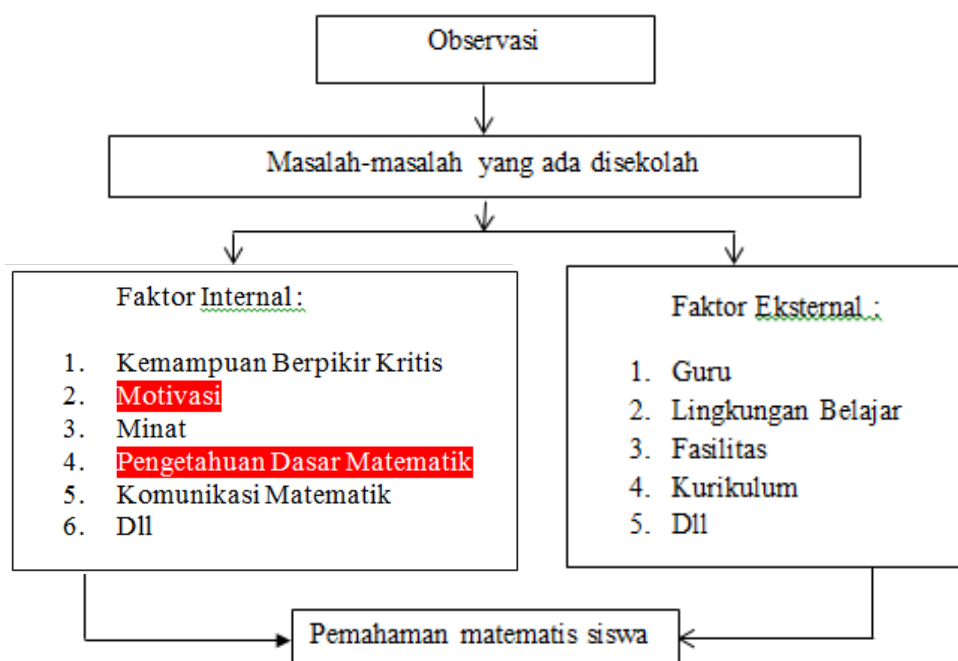 Observasi
Masalah-masalah yang ada disekolah
Faktor Internal :
1. Kemampuan Berpikir Kritis
2. Motivasi
3. Minat
4. Pengetahuan Dasar Matematik
5. Komunikasi Matematik
6. Dll
Faktor Eksternal :
1. Guru
2. Lingkungan Belajar
3. Fasilitas
4. Kurikulum
5. Dll
Pemahaman matematis siswa